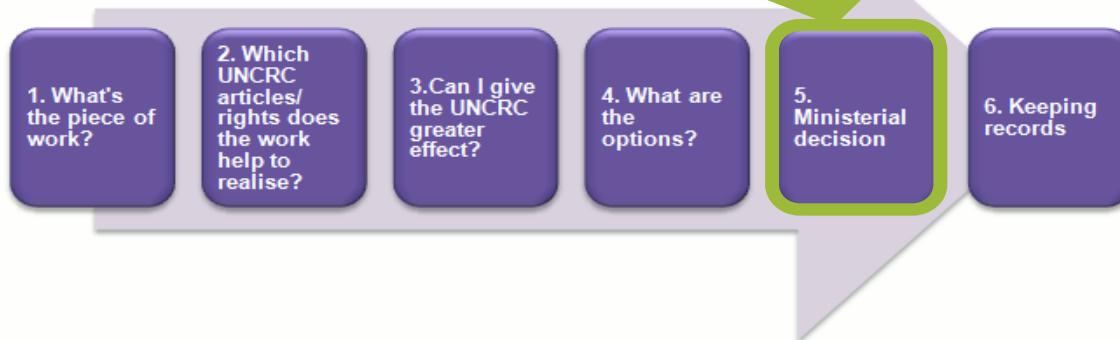 1. What's
the piece of
work?
2. Which
UNCRC
articles/
rights does
the work
help to
realise?
3.Can I give
the UNCRC
greater
effect?
4. What are
the
options?
5.
Ministerial
decision
6. Keeping
records